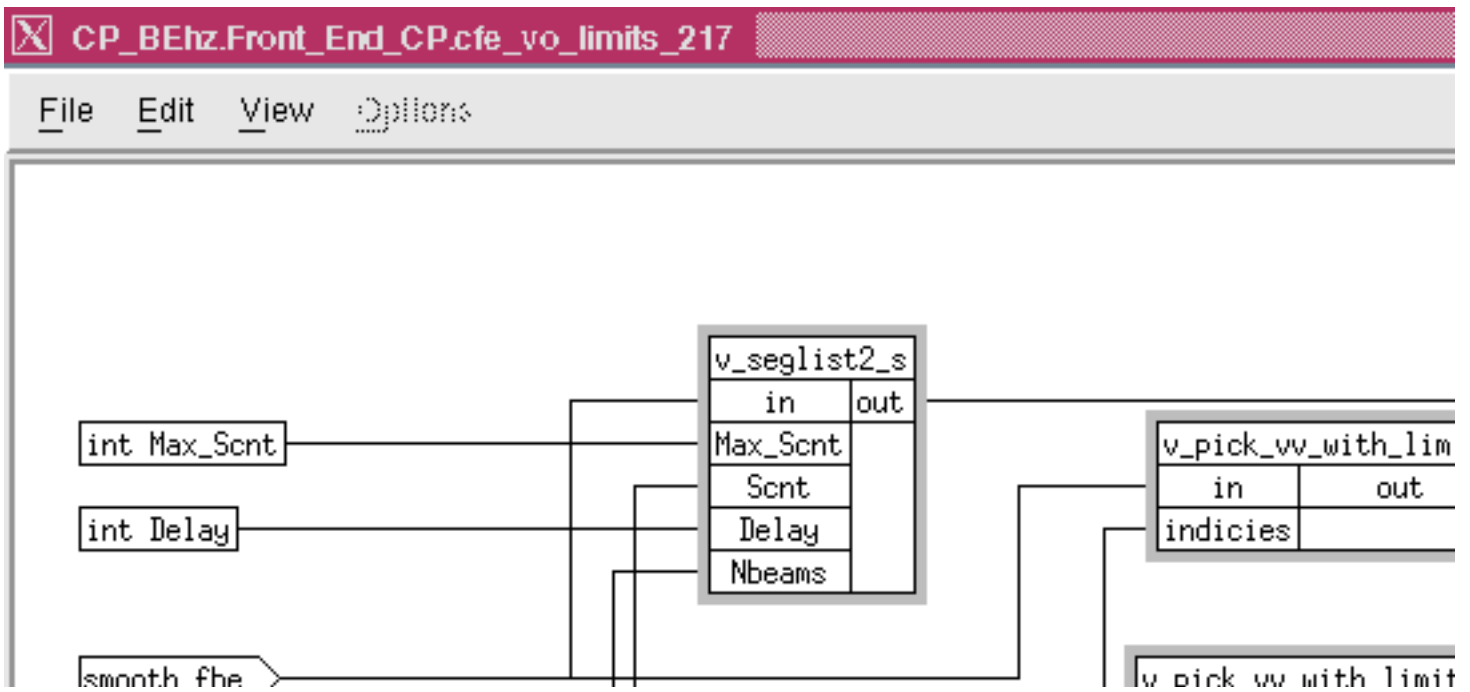 CP_BEhz.Front_End_CP.cfe_vo_limits_217
File Edit View Options
v_seglist2_s
in out
int Max_Scnt
Max_Scnt
Scnt
int Delay
Delay
Nbeams
v_pick_vv_with_lim
in out
indicies
smooth_fbe
v_pick_vv_with_limit